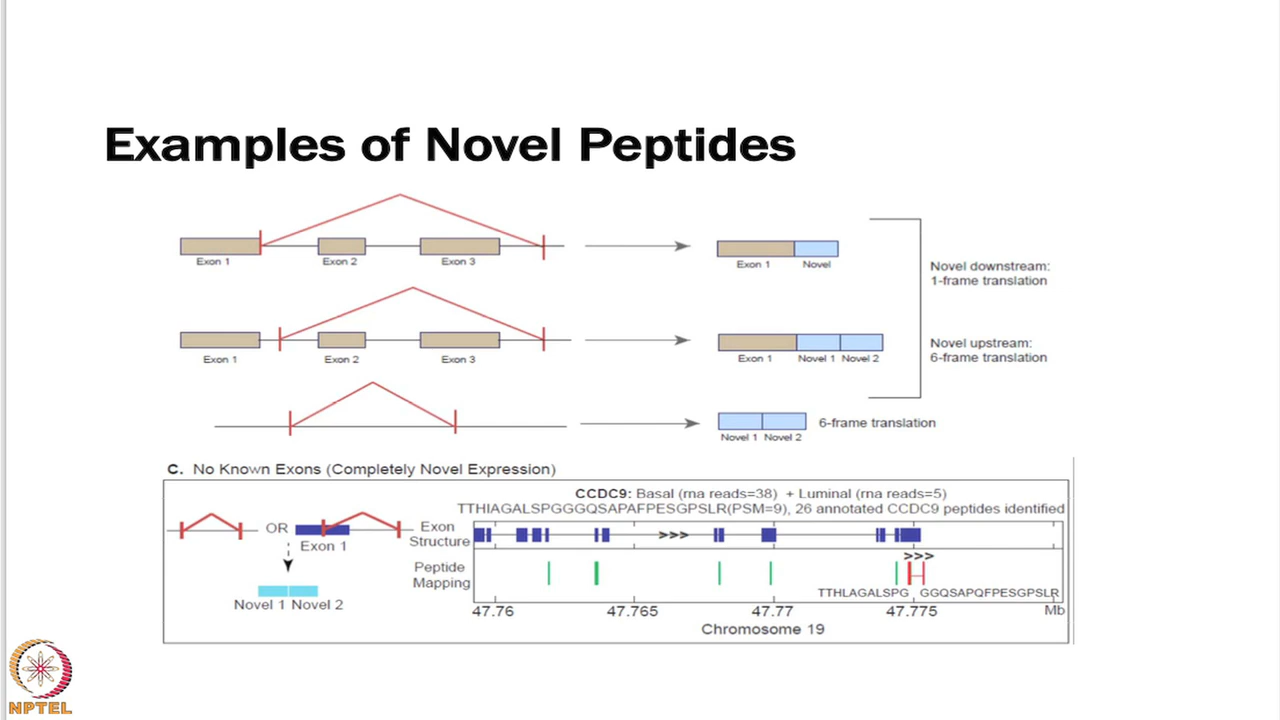 Examples of Novel Peptides
Exon 1 Exon 2 Exon 3
Exon 1 Novel
Novel downstream:
1-frame translation
Exon 1 Exon 2 Exon 3
Exon 1 Novel 1 Novel 2
Novel upstream:
6-frame translation
Novel 1 Novel 2
6-frame translation
C. No Known Exons (Completely Novel Expression)
CCDC9: Basal (rna reads=38) + Luminal (rna reads=5)
TTHIAGALSPGGGQSAPAFPESGPSLR(PSM=9), 26 annotated CCDC9 peptides identified
OR
Exon 1
Novel 1 Novel 2
Exon
Structure
>>>
>>>
Peptide
Mapping
TTHLAGALSPG GGQSAPQFPESGPSLR
47.76 47.765 47.77 47.775 Mb
Chromosome 19
NPTEL